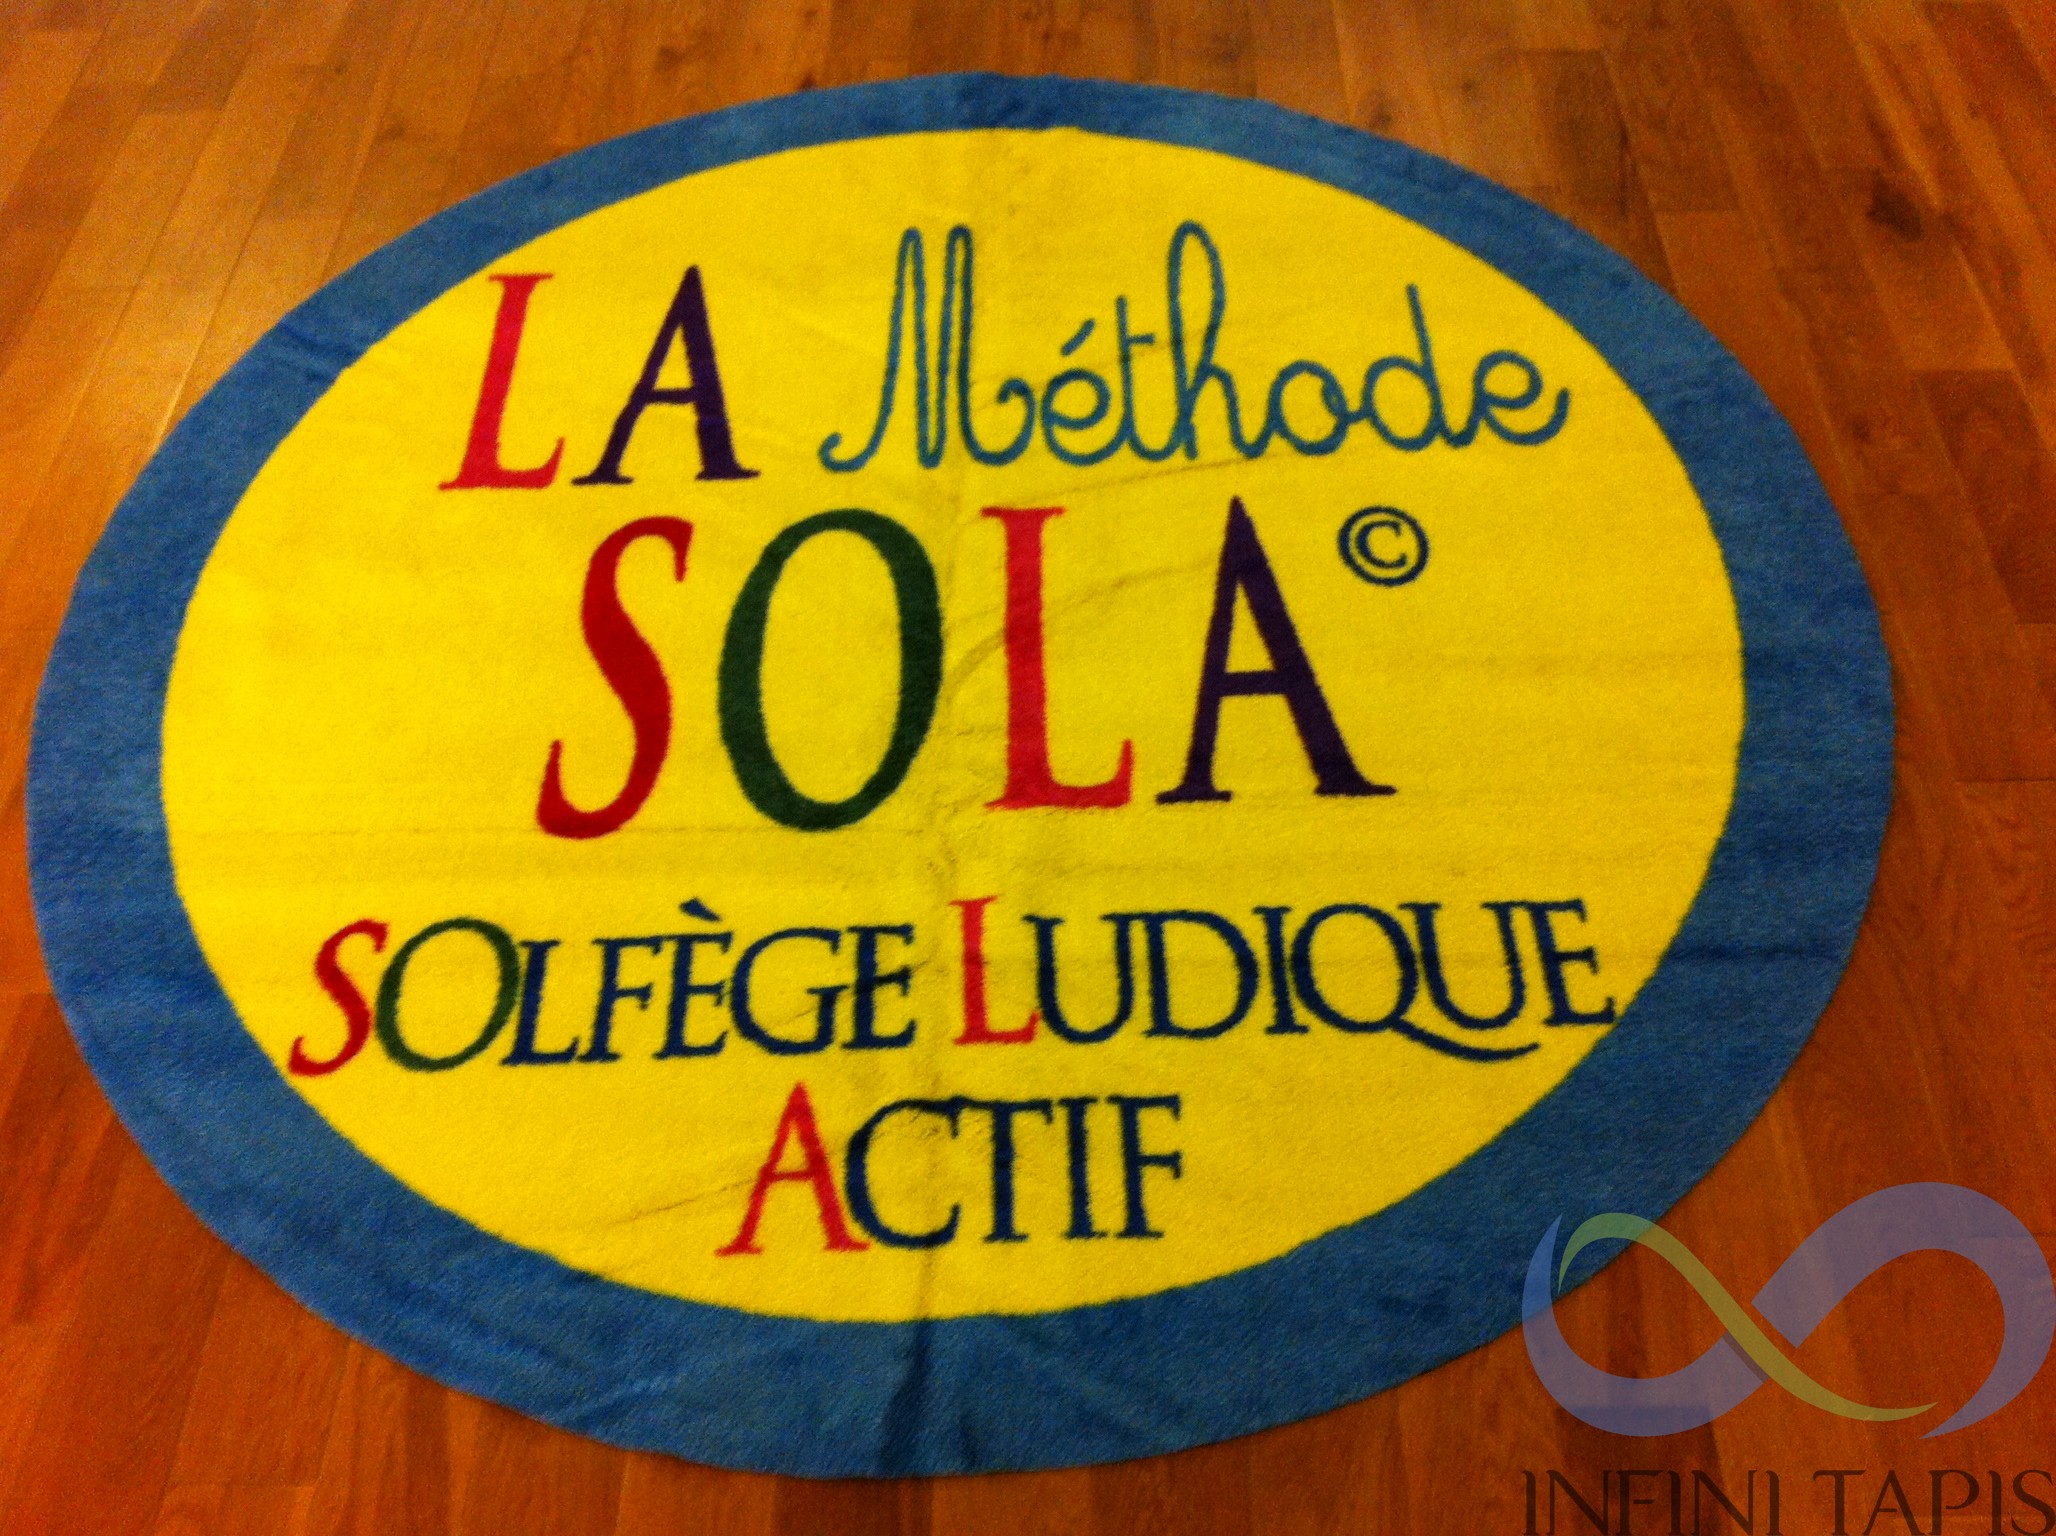 LA Méthode
SOLA©
SOLFÈGE LUDIQUE
ACTIF
INFINI TAPIS